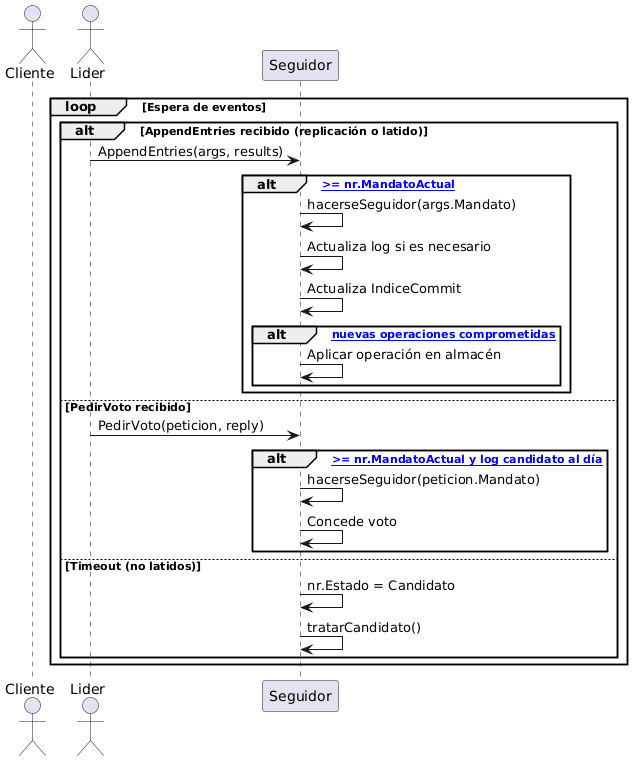 Cliente
Lider
Seguidor
loop
[Espera de eventos]
alt
[AppendEntries recibido (replicación o latido)]
AppendEntries(args, results)
alt
>= nr.MandatoActual
hacerseSeguidor(args.Mandato)
Actualiza log si es necesario
Actualiza IndiceCommit
alt
nuevas operaciones comprometidas
Aplicar operación en almacén
[PedirVoto recibido]
PedirVoto(peticion, reply)
alt
>= nr.MandatoActual y log candidato al día
hacerseSeguidor(peticion.Mandato)
Concede voto
[Timeout (no latidos)]
nr.Estado = Candidato
tratarCandidato()
Cliente
Lider
Seguidor